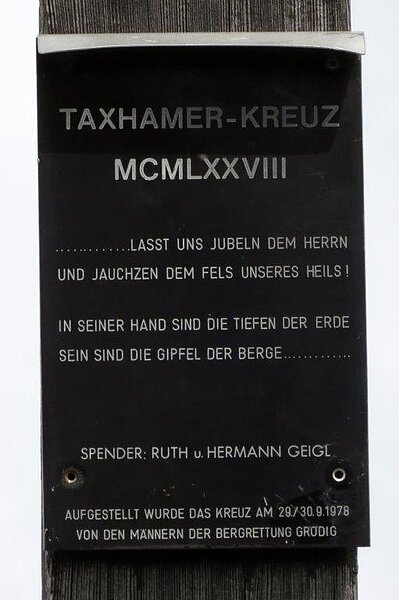 TAXHAMER-KREUZ
MCMLXXVIII
..............LASST UNS JUBELN DEM HERRN
UND JAUCHZEN DEM FELS UNSERES HEILS!
IN SEINER HAND SIND DIE TIEFEN DER ERDE
SEIN SIND DIE GIPFEL DER BERGE............
SPENDER: RUTH u. HERMANN GEIGL
AUFGESTELLT WURDE DAS KREUZ AM 29./30.9.1978
VON DEN MÄNNERN DER BERGRETTUNG GRÖDIG